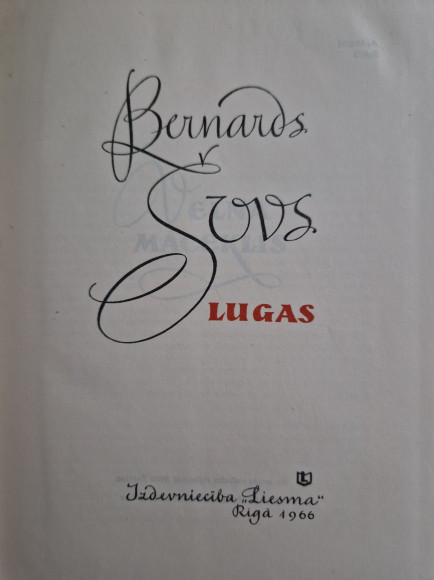 Bernards
Šovs
LUGAS
Izdevniecība „Liesma“
Rīgā 1966